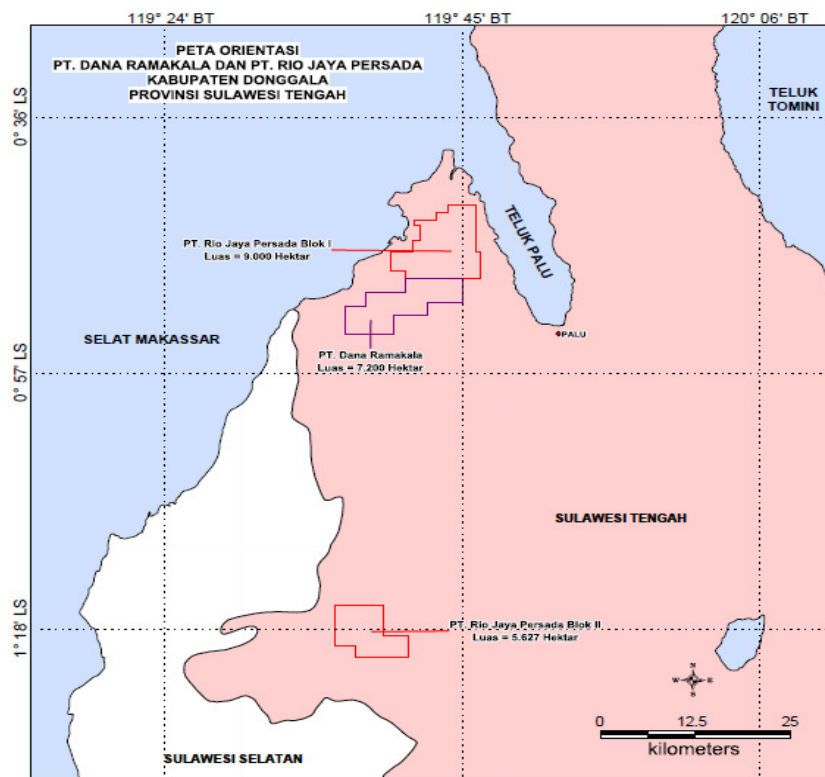 119° 24' BT
119° 45' BT
120° 06' BT
PETA ORIENTASI
PT. DANA RAMAKALA DAN PT. RIO JAYA PERSADA
KABUPATEN DONGGALA
PROVINSI SULAWESI TENGAH
TELUK
TOMINI
0° 36' LS
TELUK PALU
PT. Rio Jaya Persada Blok I
Luas = 9.000 Hektar
SELAT MAKASSAR
PALU
PT. Dana Ramakala
Luas = 7.200 Hektar
0° 57' LS
SULAWESI TENGAH
1° 18' LS
PT. Rio Jaya Persada Blok II
Luas = 5.627 Hektar
N
W E
S
0 12.5 25
kilometers
SULAWESI SELATAN